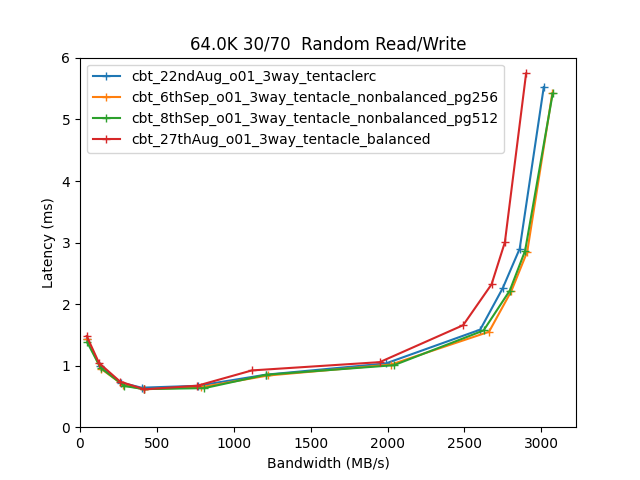 64.0K 30/70  Random Read/Write
cbt_22ndAug_o01_3way_tentaclerc
cbt_6thSep_o01_3way_tentacle_nonbalanced_pg256
cbt_8thSep_o01_3way_tentacle_nonbalanced_pg512
cbt_27thAug_o01_3way_tentacle_balanced
Latency (ms)
6
5
4
3
2
1
0
0 500 1000 1500 2000 2500 3000
Bandwidth (MB/s)